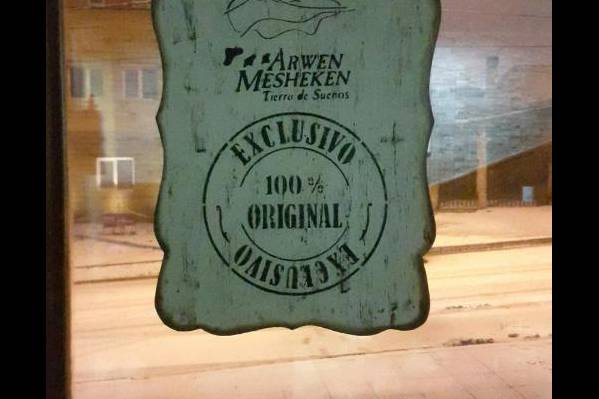 ARWEN
MESHEKEN
Tierra de Sueños
EXCLUSIVO
100%
ORIGINAL
EXCLUSIVO